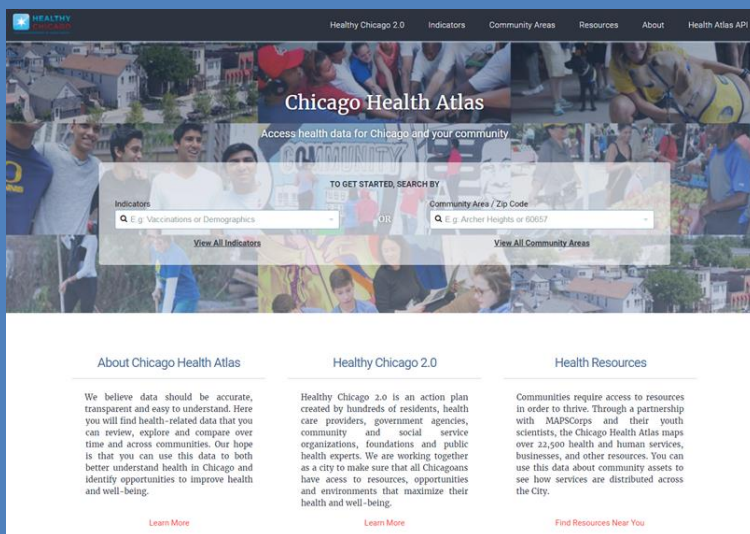 HEALTHY
CHICAGO
Healthy Chicago 2.0 Indicators Community Areas Resources About Health Atlas API
Chicago Health Atlas
Access health data for Chicago and your community
COMMUNITY
TO GET STARTED, SEARCH BY
Indicators
E.g: Vaccinations or Demographics
View All Indicators
OR
Community Area / Zip Code
E.g: Archer Heights or 60657
View All Community Areas
About Chicago Health Atlas
We believe data should be accurate,
transparent and easy to understand. Here
you will find health-related data that you
can review, explore and compare over
time and across communities. Our hope
is that you can use this data to both
better understand health in Chicago and
identify opportunities to improve health
and well-being.
Learn More
Healthy Chicago 2.0
Healthy Chicago 2.0 is an action plan
created by hundreds of residents, health
care providers, government agencies,
community and social service
organizations, foundations and public
health experts. We are working together
as a city to make sure that all Chicagoans
have acess to resources, opportunities
and environments that maximize their
health and well-being.
Learn More
Health Resources
Communities require access to resources
in order to thrive. Through a partnership
with MAPSCorps and their youth
scientists, the Chicago Health Atlas maps
over 22,500 health and human services,
businesses, and other resources. You can
use this data about community assets to
see how services are distributed across
the City.
Find Resources Near You